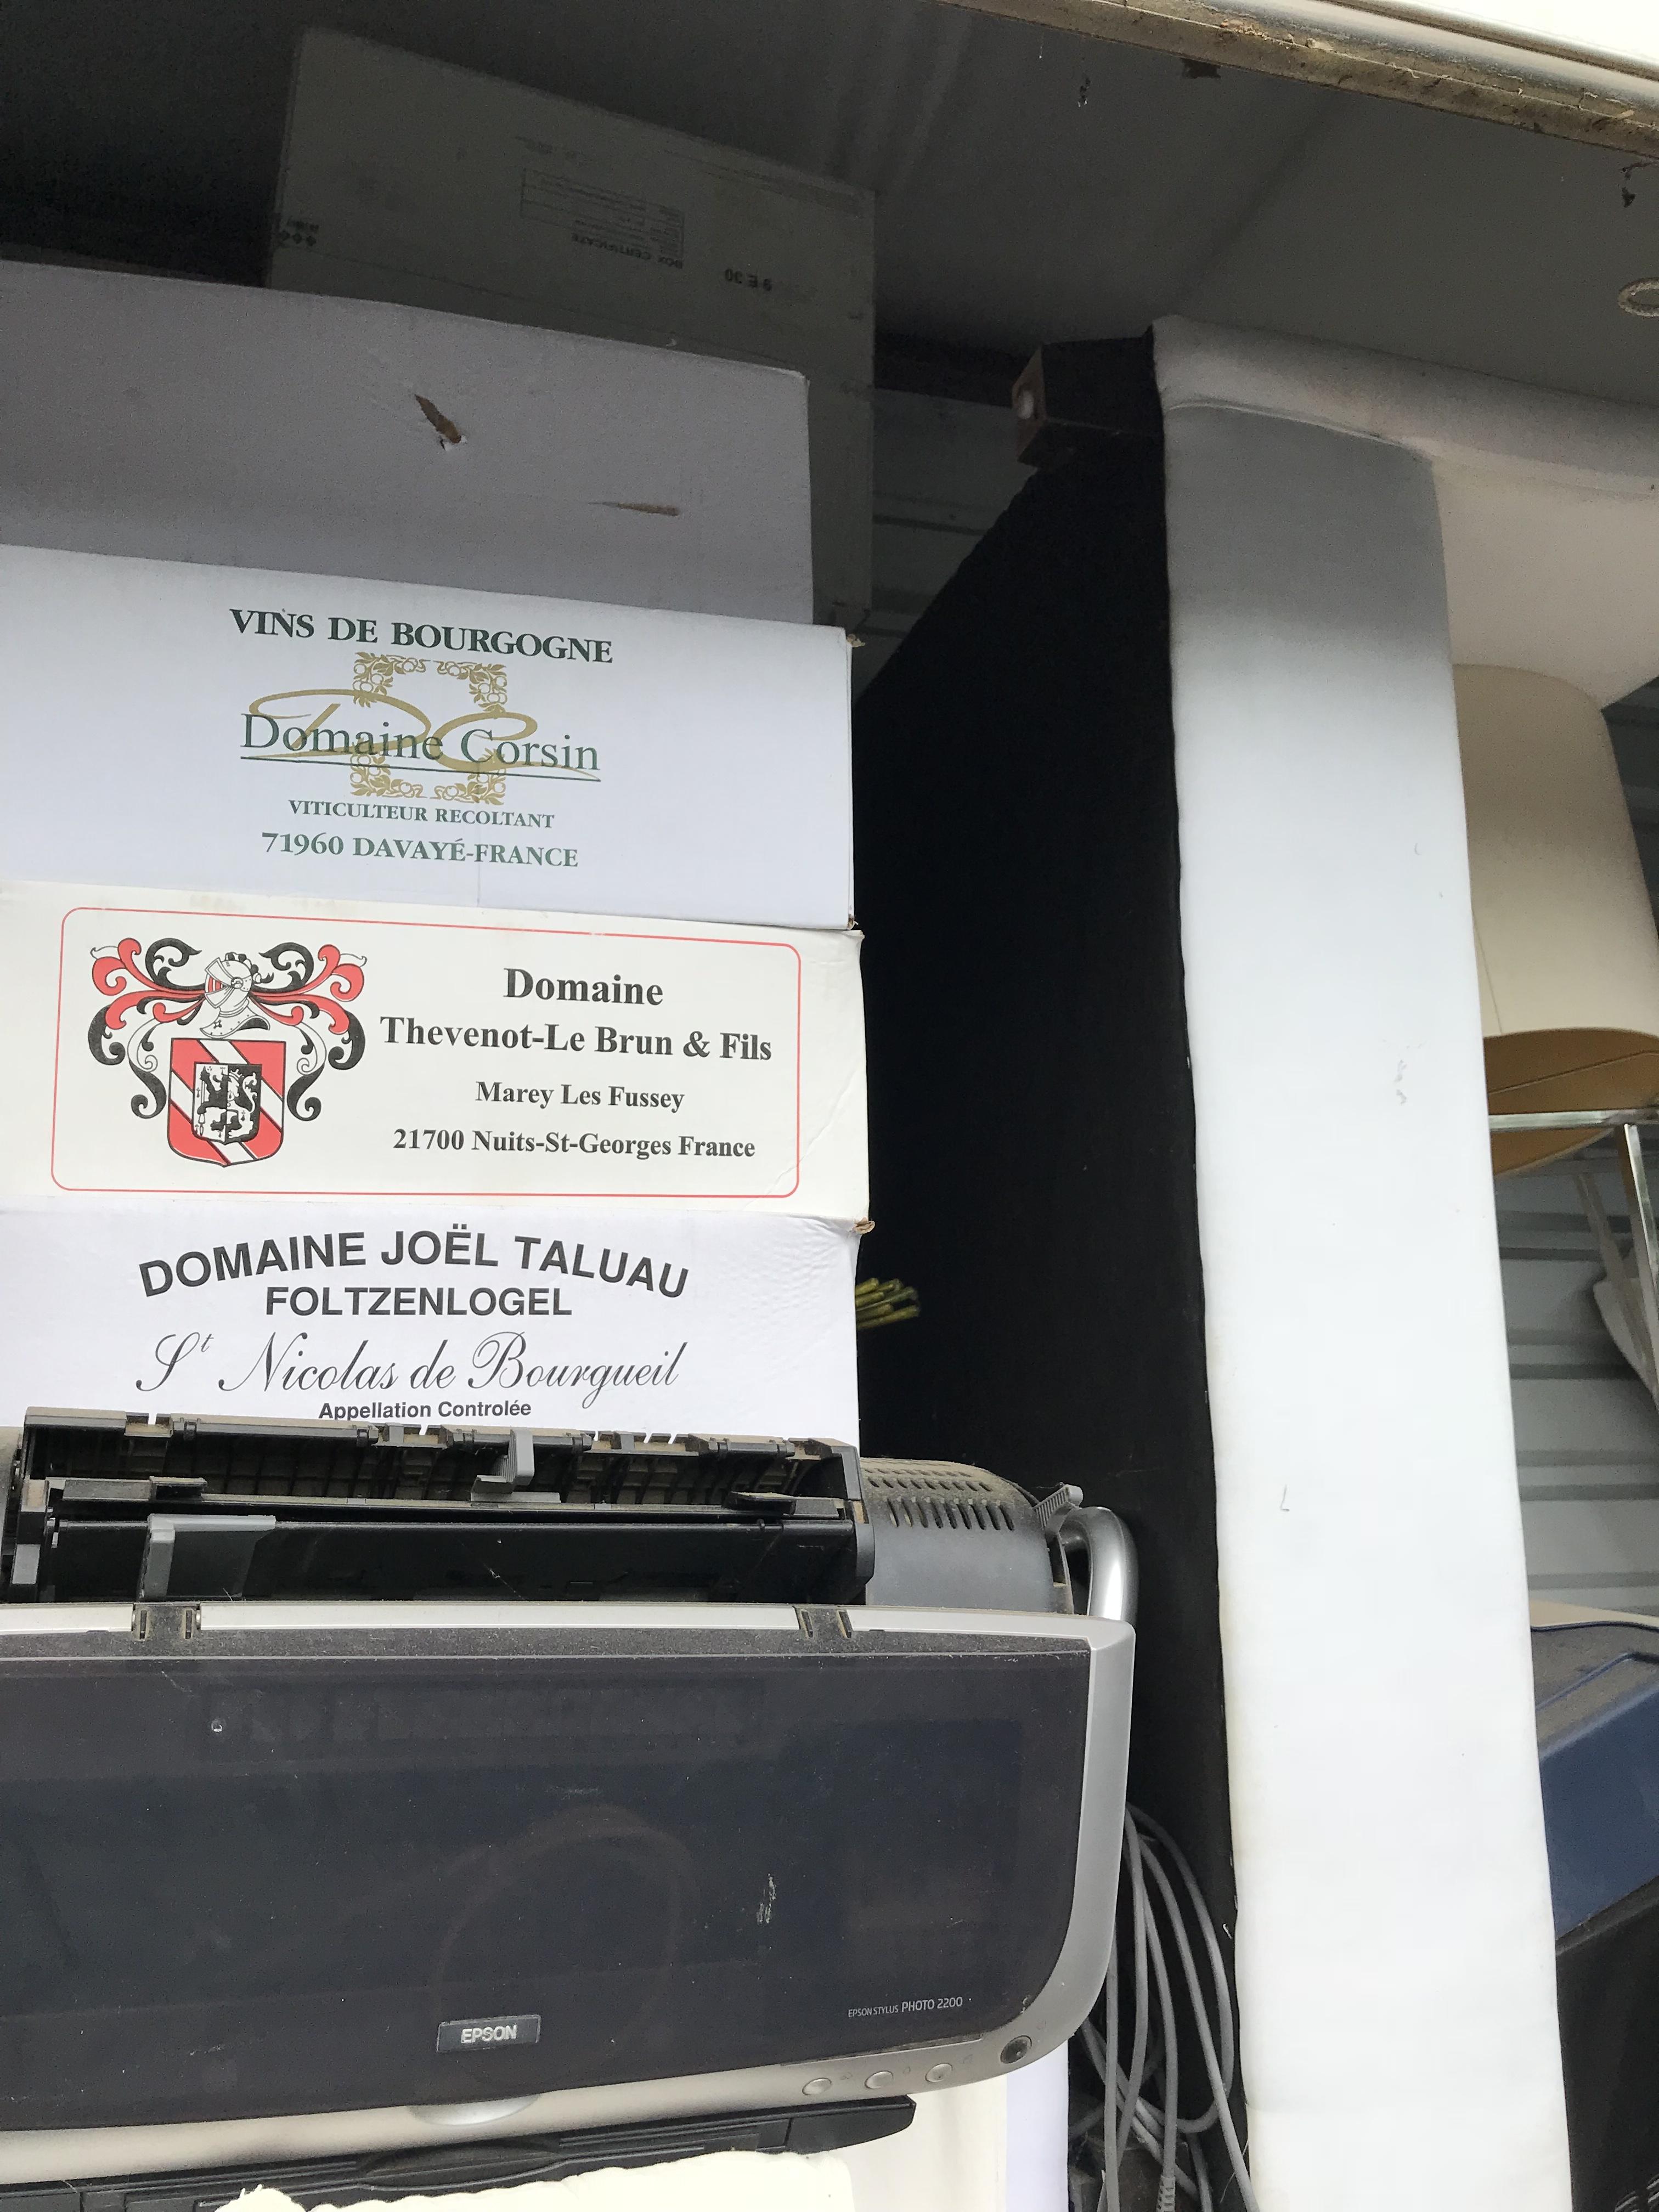 BOX CERTIFICATE
VINS DE BOURGOGNE
Domaine Corsin
VITICULTEUR RECOLTANT
71960 DAVAYÉ-FRANCE
Domaine
Thevenot-Le Brun & Fils
Marey Les Fussey
21700 Nuits-St-Georges France
DOMAINE JOËL TALUAU
FOLTZENLOGEL
St Nicolas de Bourgueil
Appellation Controlée
EPSON STYLUS PHOTO 2200
EPSON